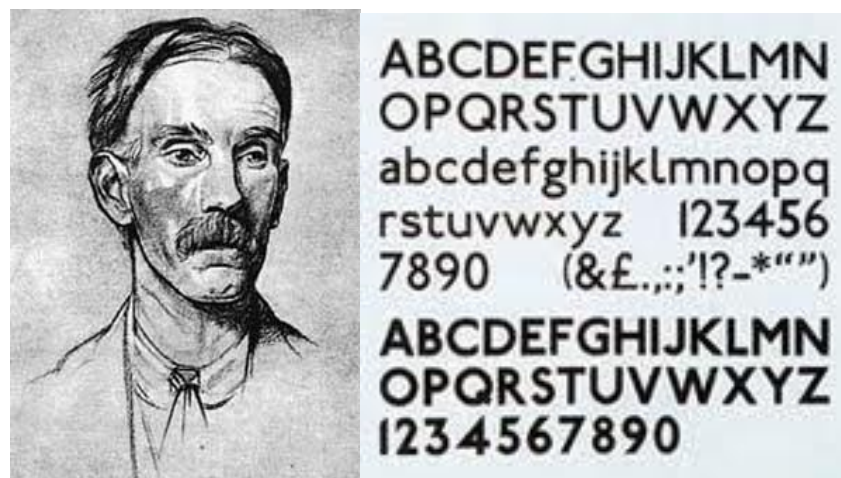 ABCDEFGHIJKLMN
OPQRSTUVWXYZ
abcdefghijklmnopq
rstuvwxyz 123456
7890 (&£.,:;'!?-*“”)
ABCDEFGHIJKLMN
OPQRSTUVWXYZ
1234567890